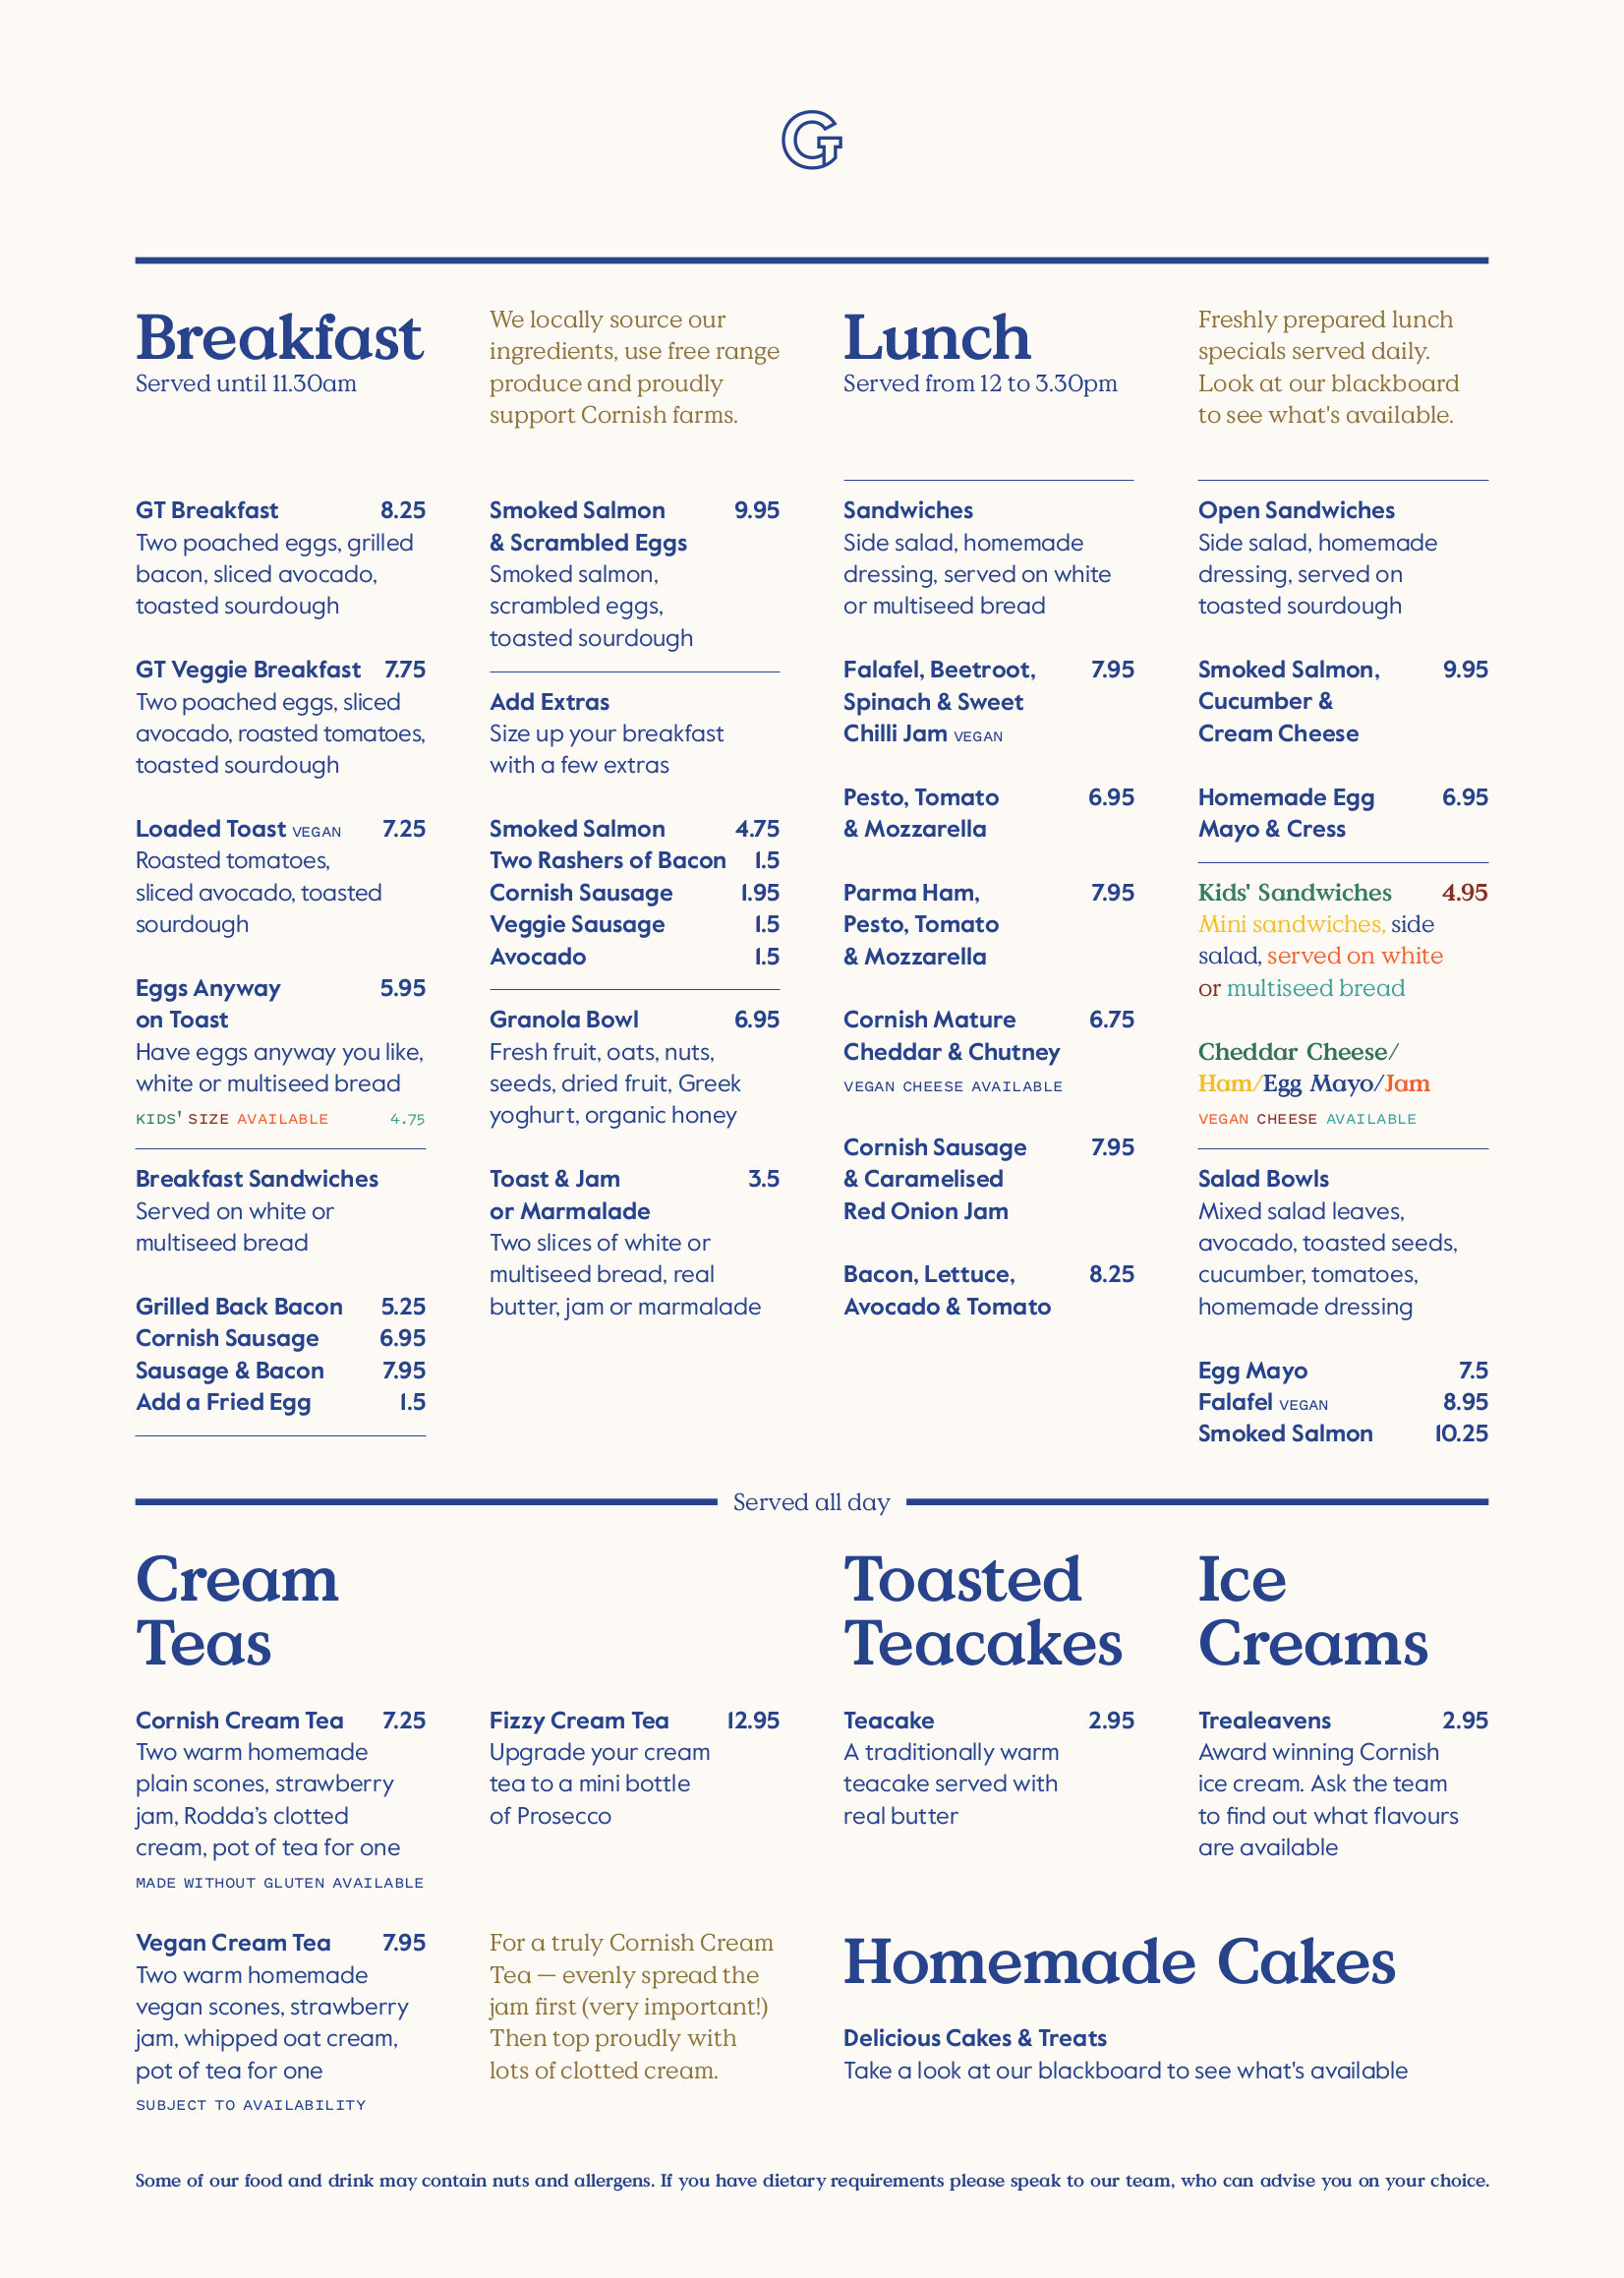 G
Breakfast
Served until 11.30am
We locally source our
ingredients, use free range
produce and proudly
support Cornish farms.
GT Breakfast 8.25
Two poached eggs, grilled
bacon, sliced avocado,
toasted sourdough
GT Veggie Breakfast 7.75
Two poached eggs, sliced
avocado, roasted tomatoes,
toasted sourdough
Loaded Toast VEGAN 7.25
Roasted tomatoes,
sliced avocado, toasted
sourdough
Eggs Anyway 5.95
on Toast
Have eggs anyway you like,
white or multiseed bread
KIDS' SIZE AVAILABLE 4.75
Breakfast Sandwiches
Served on white or
multiseed bread
Grilled Back Bacon 5.25
Cornish Sausage 6.95
Sausage & Bacon 7.95
Add a Fried Egg 1.5
Smoked Salmon 9.95
& Scrambled Eggs
Smoked salmon,
scrambled eggs,
toasted sourdough
Add Extras
Size up your breakfast
with a few extras
Smoked Salmon 4.75
Two Rashers of Bacon 1.5
Cornish Sausage 1.95
Veggie Sausage 1.5
Avocado 1.5
Granola Bowl 6.95
Fresh fruit, oats, nuts,
seeds, dried fruit, Greek
yoghurt, organic honey
Toast & Jam 3.5
or Marmalade
Two slices of white or
multiseed bread, real
butter, jam or marmalade
Lunch
Served from 12 to 3.30pm
Freshly prepared lunch
specials served daily.
Look at our blackboard
to see what's available.
Sandwiches
Side salad, homemade
dressing, served on white
or multiseed bread
Falafel, Beetroot, 7.95
Spinach & Sweet
Chilli Jam VEGAN
Pesto, Tomato 6.95
& Mozzarella
Parma Ham, 7.95
Pesto, Tomato
& Mozzarella
Cornish Mature 6.75
Cheddar & Chutney
VEGAN CHEESE AVAILABLE
Cornish Sausage 7.95
& Caramelised
Red Onion Jam
Bacon, Lettuce, 8.25
Avocado & Tomato
Open Sandwiches
Side salad, homemade
dressing, served on
toasted sourdough
Smoked Salmon, 9.95
Cucumber &
Cream Cheese
Homemade Egg 6.95
Mayo & Cress
Kids' Sandwiches 4.95
Mini sandwiches, side
salad, served on white
or multiseed bread
Cheddar Cheese/
Ham/Egg Mayo/Jam
VEGAN CHEESE AVAILABLE
Salad Bowls
Mixed salad leaves,
avocado, toasted seeds,
cucumber, tomatoes,
homemade dressing
Egg Mayo 7.5
Falafel VEGAN 8.95
Smoked Salmon 10.25
Served all day
Cream
Teas
Cornish Cream Tea 7.25
Two warm homemade
plain scones, strawberry
jam, Rodda's clotted
cream, pot of tea for one
MADE WITHOUT GLUTEN AVAILABLE
Vegan Cream Tea 7.95
Two warm homemade
vegan scones, strawberry
jam, whipped oat cream,
pot of tea for one
SUBJECT TO AVAILABILITY
Fizzy Cream Tea 12.95
Upgrade your cream
tea to a mini bottle
of Prosecco
For a truly Cornish Cream
Tea — evenly spread the
jam first (very important!)
Then top proudly with
lots of clotted cream.
Toasted
Teacakes
Teacake 2.95
A traditionally warm
teacake served with
real butter
Ice
Creams
Trealeavens 2.95
Award winning Cornish
ice cream. Ask the team
to find out what flavours
are available
Homemade Cakes
Delicious Cakes & Treats
Take a look at our blackboard to see what's available
Some of our food and drink may contain nuts and allergens. If you have dietary requirements please speak to our team, who can advise you on your choice.